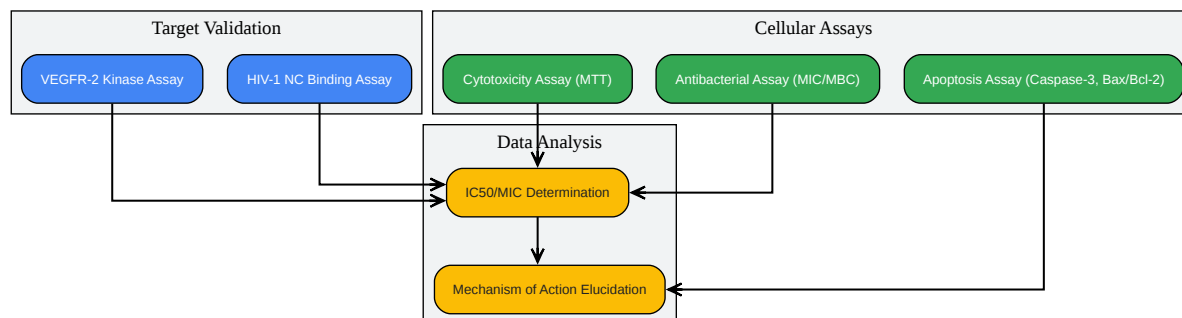 Target Validation
Cellular Assays
VEGFR-2 Kinase Assay
HIV-1 NC Binding Assay
Cytotoxicity Assay (MTT)
Antibacterial Assay (MIC/MBC)
Apoptosis Assay (Caspase-3, Bax/Bcl-2)
Data Analysis
IC50/MIC Determination
Mechanism of Action Elucidation